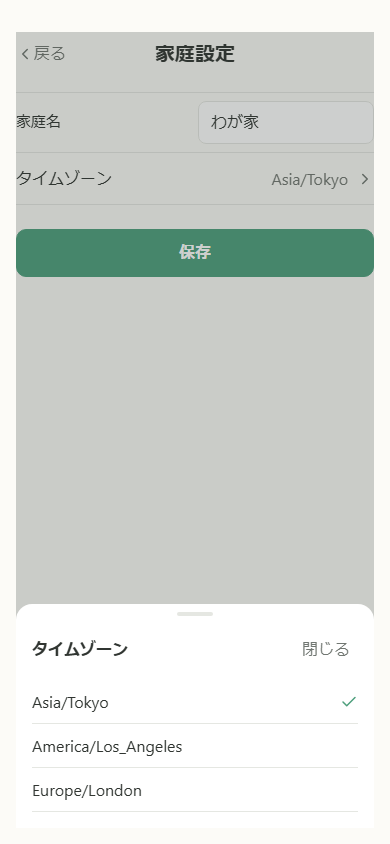 戻る
家庭設定
家庭名
わが家
タイムゾーン
Asia/Tokyo
保存
タイムゾーン
閉じる
Asia/Tokyo
America/Los_Angeles
Europe/London